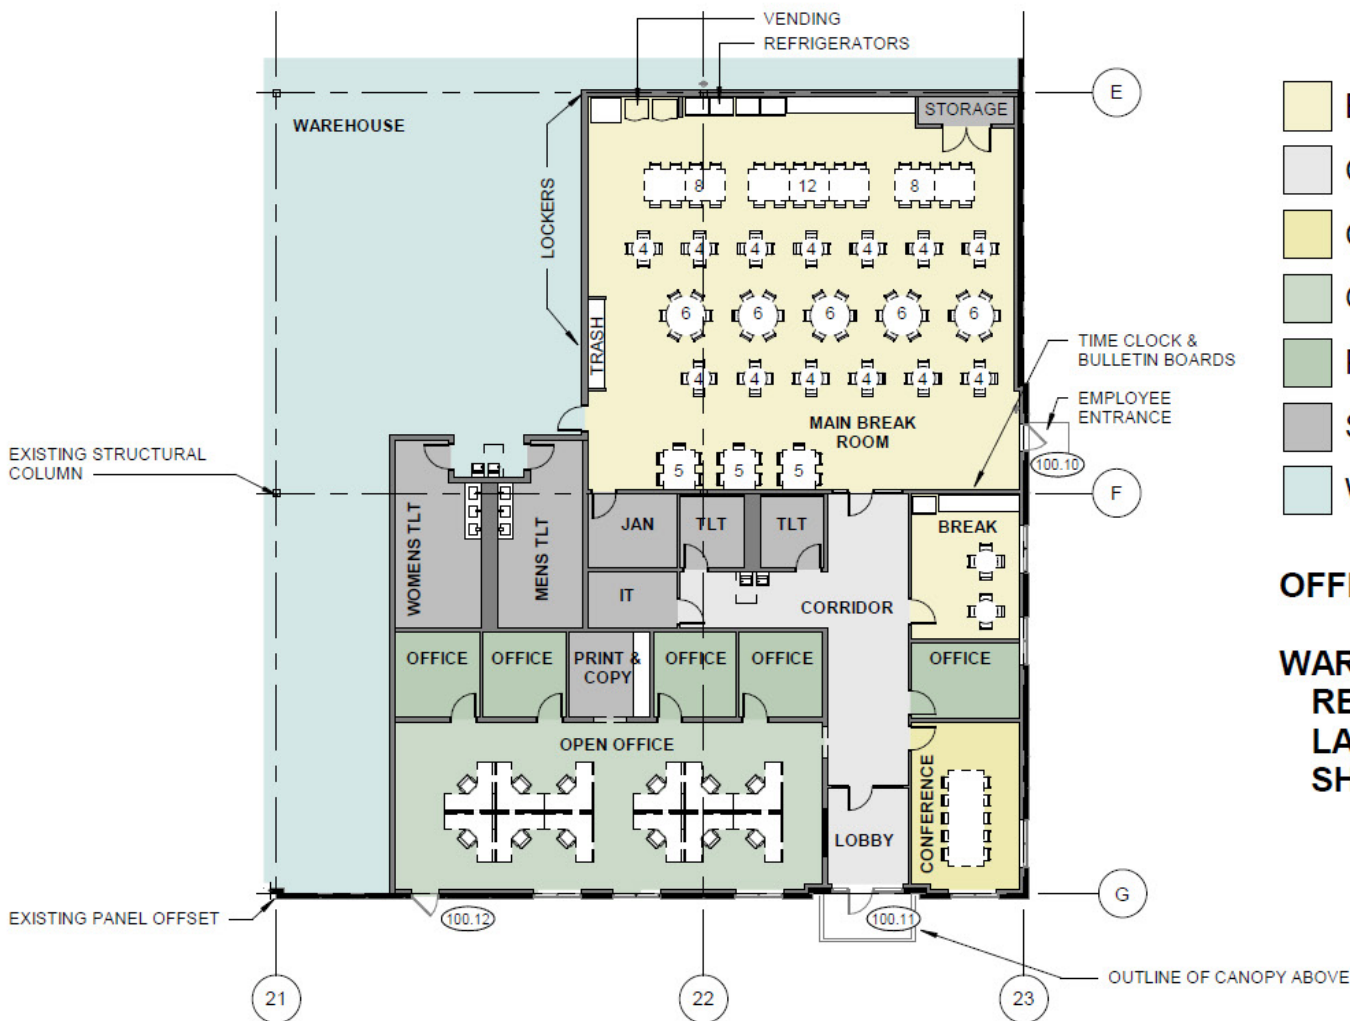 VENDING
REFRIGERATORS
E
WAREHOUSE
STORAGE
LOCKERS
8 12 8
4 4 4 4 4 4 4
6 6 6 6 6
TRASH
4 4 4 4 4 4
TIME CLOCK &
BULLETIN BOARDS
EMPLOYEE
ENTRANCE
MAIN BREAK
ROOM
100.10
5 5 5
EXISTING STRUCTURAL
COLUMN
F
WOMENS TLT
MENS TLT
JAN
TLT
TLT
BREAK
IT
CORRIDOR
OFFICE
OFFICE
PRINT &
COPY
OFFICE
OFFICE
OFFICE
OPEN OFFICE
CONFERENCE
LOBBY
G
EXISTING PANEL OFFSET
100.12
100.11
OUTLINE OF CANOPY ABOVE
21
22
23
OFFI
WAR
RE
LA
SH